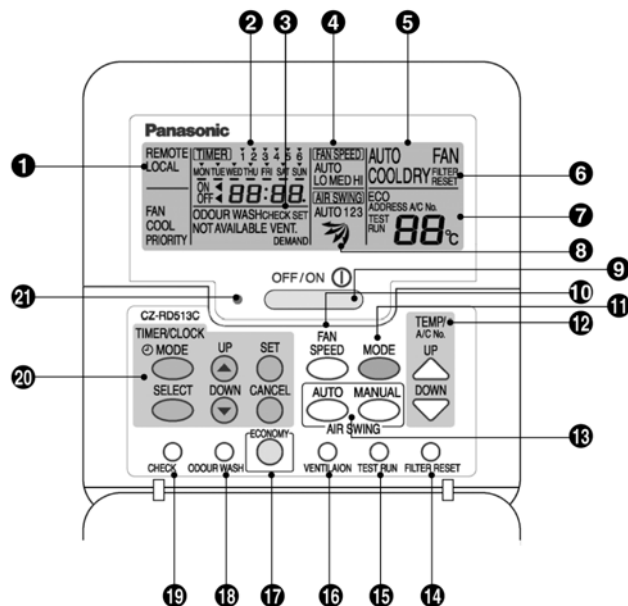 2 3 4 5
Panasonic
1 REMOTE LOCAL
TIMER 1 2 3 4 5 6
MON TUE WED THU FRI SAT SUN
ON
OFF 88:88.
ODOUR WASH CHECK SET
NOT AVAILABLE VENT.
DEMAND
FAN
COOL
PRIORITY
FAN SPEED
AUTO
LO MED HI
AIR SWING
AUTO 1 2 3
AUTO FAN
COOL DRY FILTER RESET 6
ECO
ADDRESS A/C No.
TEST RUN 88°C 7
8
OFF/ON 9
21
10
11
12
CZ-RD513C
TIMER/CLOCK
MODE UP SET
SELECT DOWN CANCEL
20
FAN SPEED
MODE
TEMP/
A/C No.
UP
DOWN
AUTO MANUAL
AIR SWING
13
ECONOMY
CHECK ODOUR WASH VENTILAION TEST RUN FILTER RESET
19 18 17 16 15 14